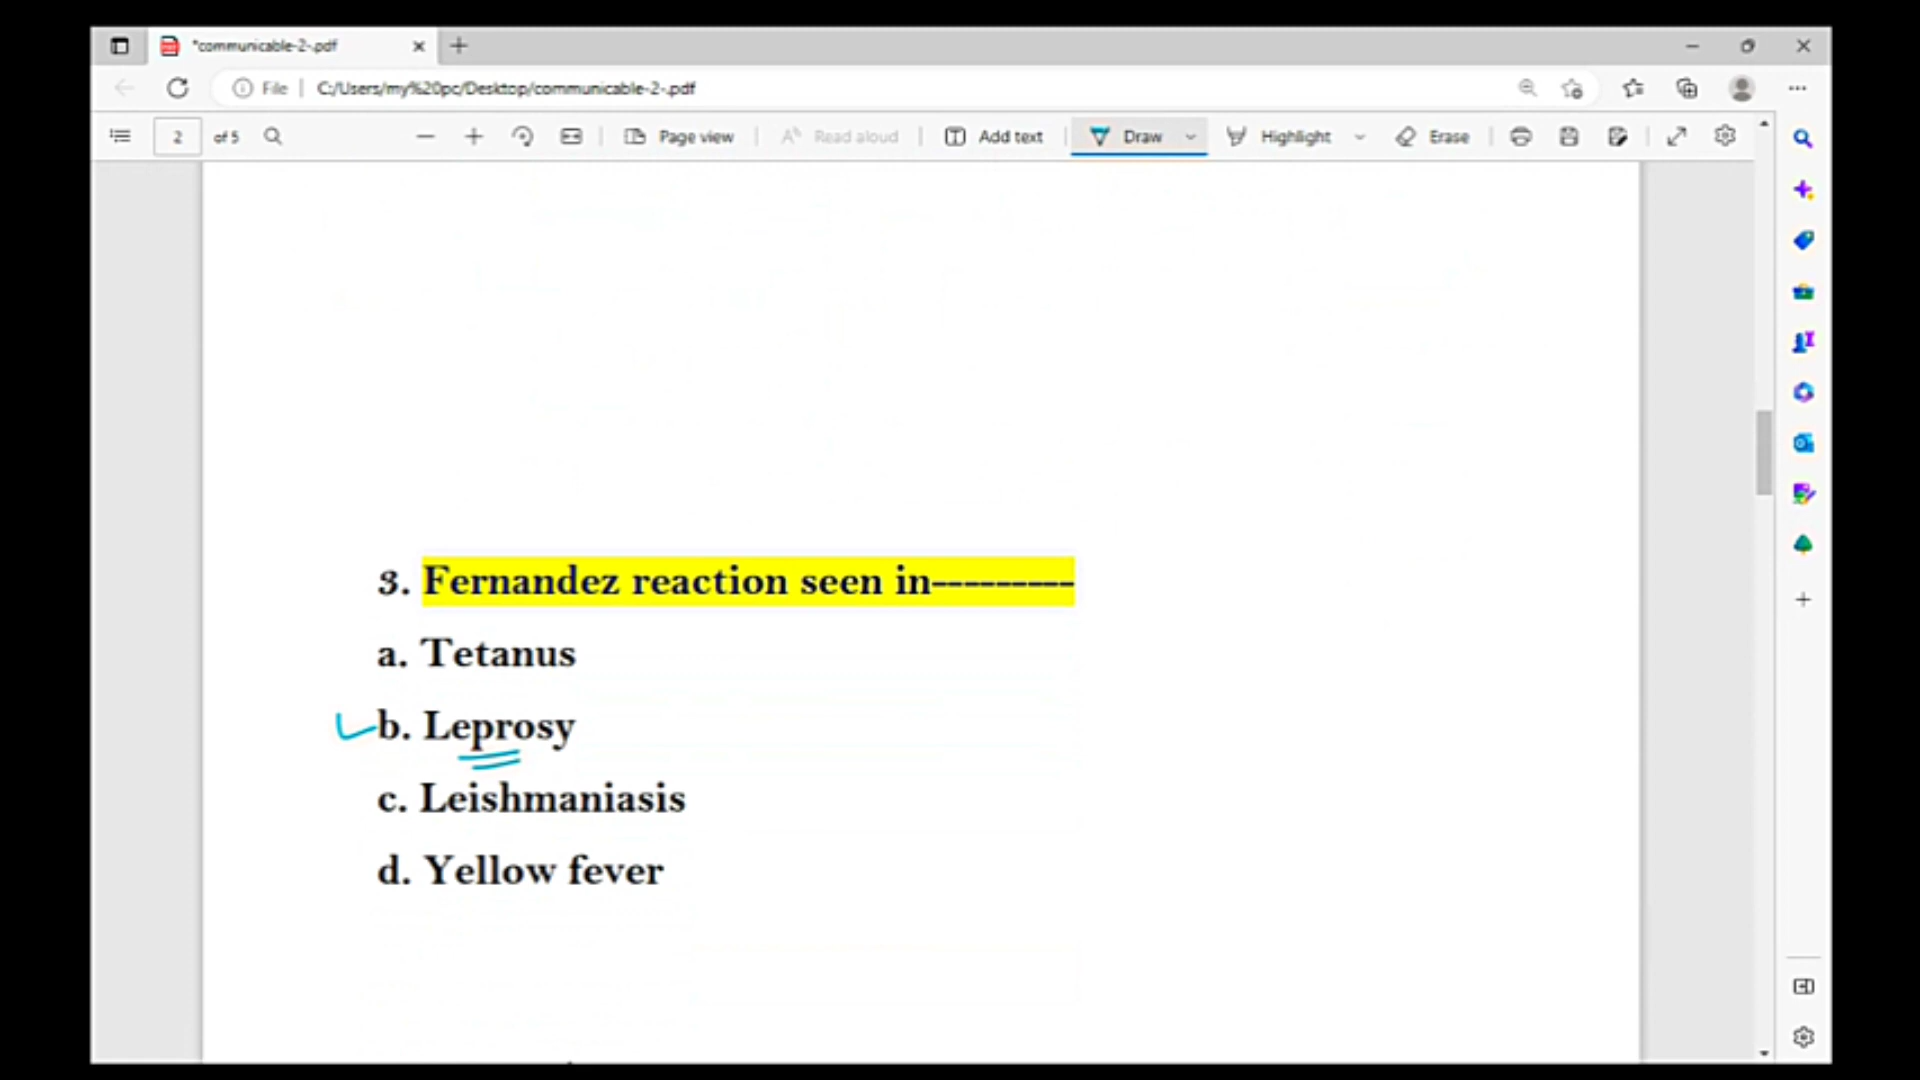 *communicable-2-.pdf
File | C:/Users/my%20pc/Desktop/communicable-2-.pdf
2 of 5 Page view Read aloud Add text Draw Highlight Erase
3. Fernandez reaction seen in---------
a. Tetanus
b. Leprosy
c. Leishmaniasis
d. Yellow fever